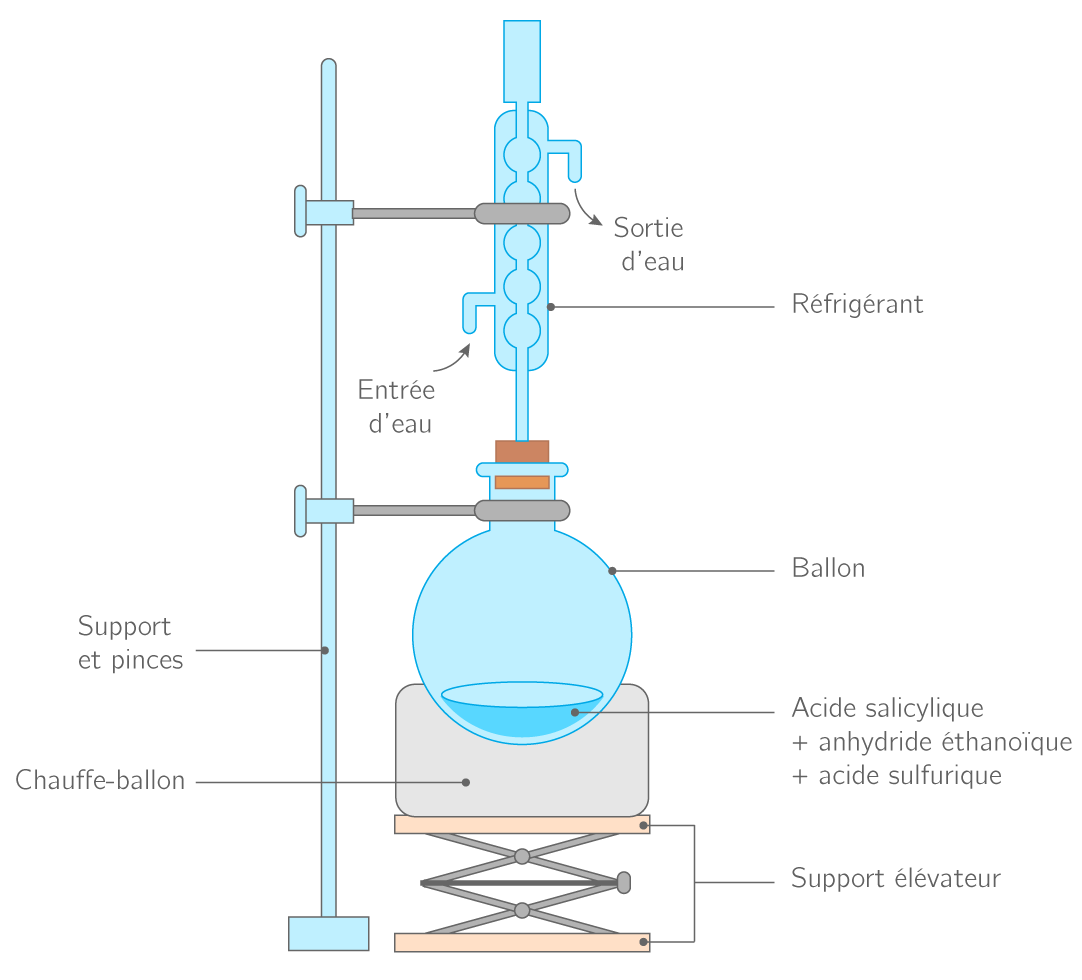 Sortie
d'eau
Réfrigérant
Entrée
d'eau
Ballon
Support
et pinces
Acide salicylique
+ anhydride éthanoïque
+ acide sulfurique
Chauffe-ballon
Support élévateur